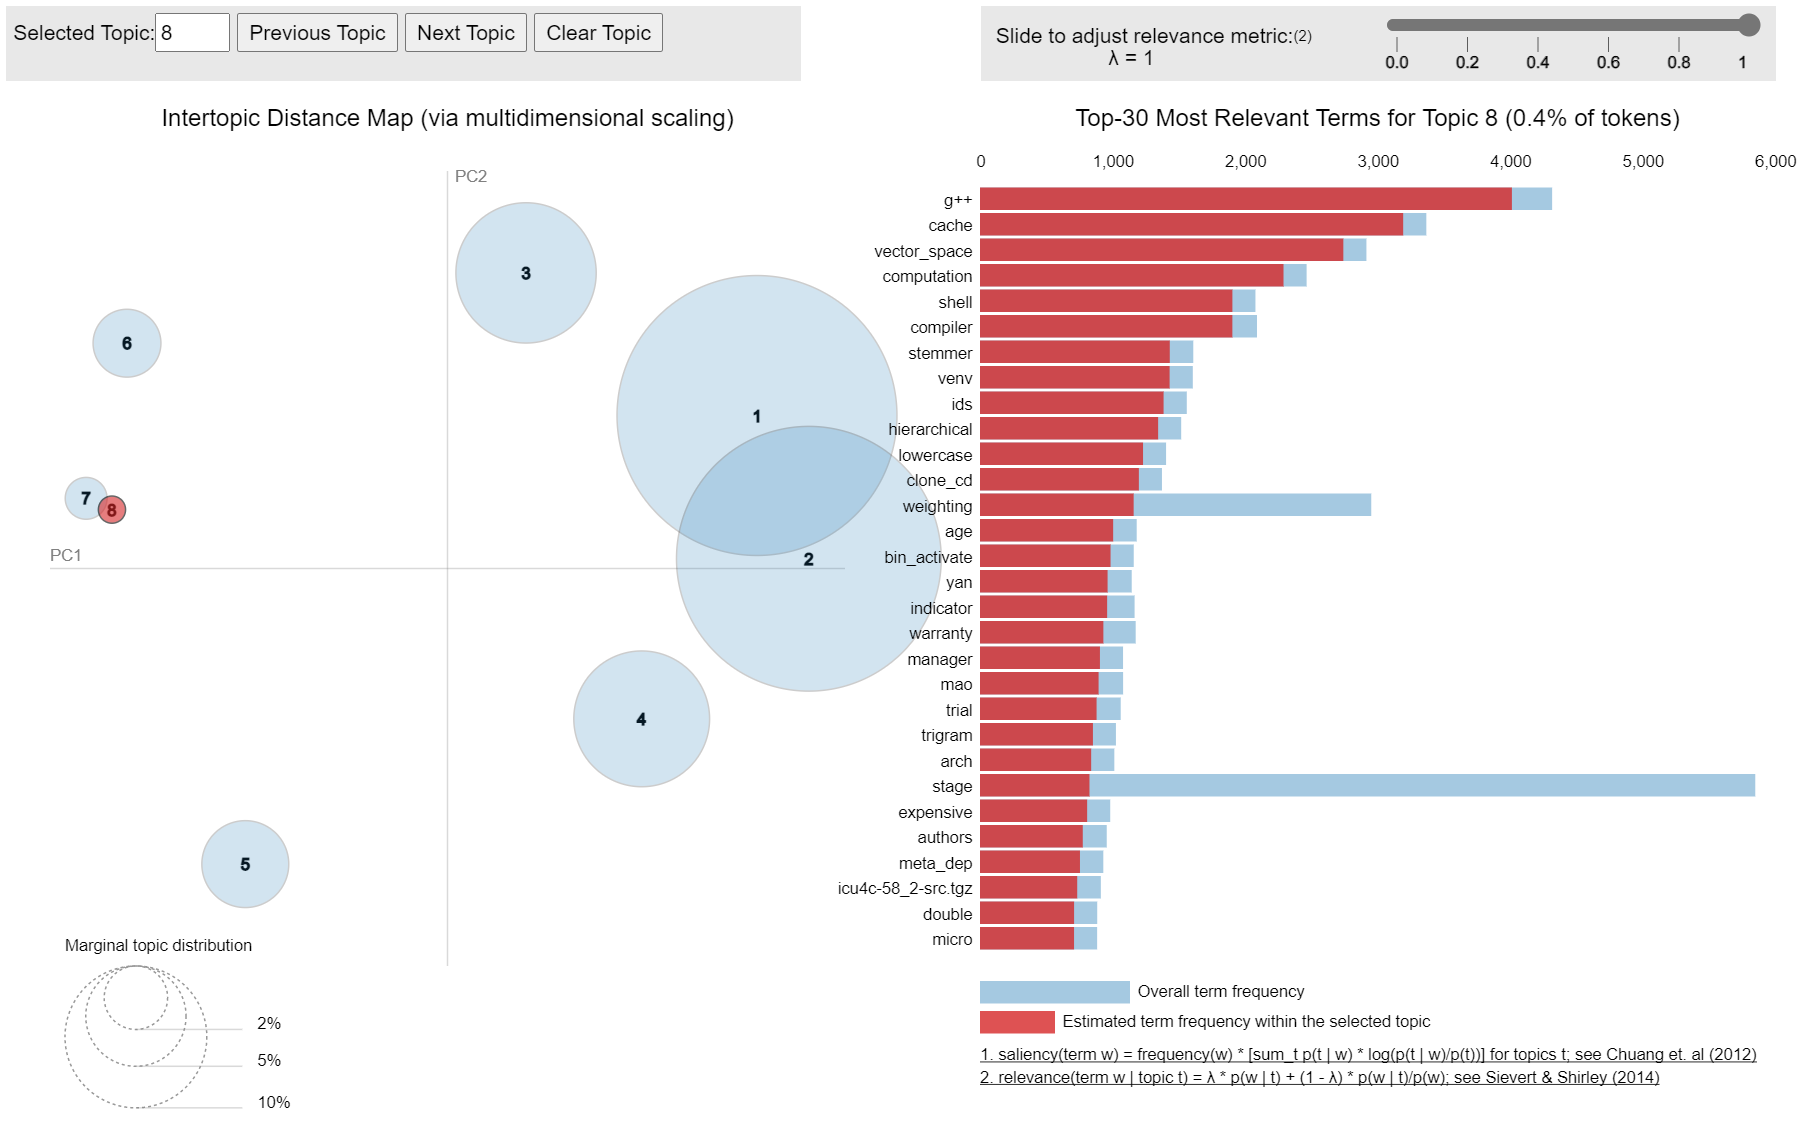 Selected Topic: 8 Previous Topic Next Topic Clear Topic
Slide to adjust relevance metric:(2)
λ = 1
0.0 0.2 0.4 0.6 0.8 1
Intertopic Distance Map (via multidimensional scaling)
PC2
PC1
1
2
3
4
5
6
7
8
Marginal topic distribution
2%
5%
10%
Top-30 Most Relevant Terms for Topic 8 (0.4% of tokens)
0 1,000 2,000 3,000 4,000 5,000 6,000
g++
cache
vector_space
computation
shell
compiler
stemmer
venv
ids
hierarchical
lowercase
clone_cd
weighting
age
bin_activate
yan
indicator
warranty
manager
mao
trial
trigram
arch
stage
expensive
authors
meta_dep
icu4c-58_2-src.tgz
double
micro
Overall term frequency
Estimated term frequency within the selected topic
1. saliency(term w) = frequency(w) * [sum_t p(t | w) * log(p(t | w)/p(t))] for topics t; see Chuang et. al (2012)
2. relevance(term w | topic t) = λ * p(w | t) + (1 - λ) * p(w | t)/p(w); see Sievert & Shirley (2014)